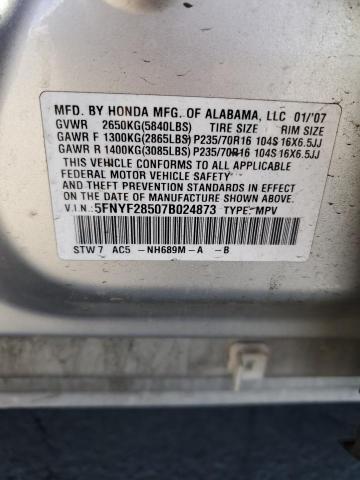 MFD. BY HONDA MFG. OF ALABAMA, LLC 01/'07
GVWR 2650KG(5840LBS) TIRE SIZE RIM SIZE
GAWR F 1300KG(2865LBS) P235/70R16 104S 16X6.5JJ
GAWR R 1400KG(3085LBS) P235/70R16 104S 16X6.5JJ
THIS VEHICLE CONFORMS TO ALL APPLICABLE
FEDERAL MOTOR VEHICLE SAFETY AND THEFT PREVENTION STANDARDS IN EFFECT
ON THE DATE OF MANUFACTURE SHOWN ABOVE.
V.I.N.: 5FNYF28507B024873 TYPE: MPV
STW7 AC5 -NH689M-A -B